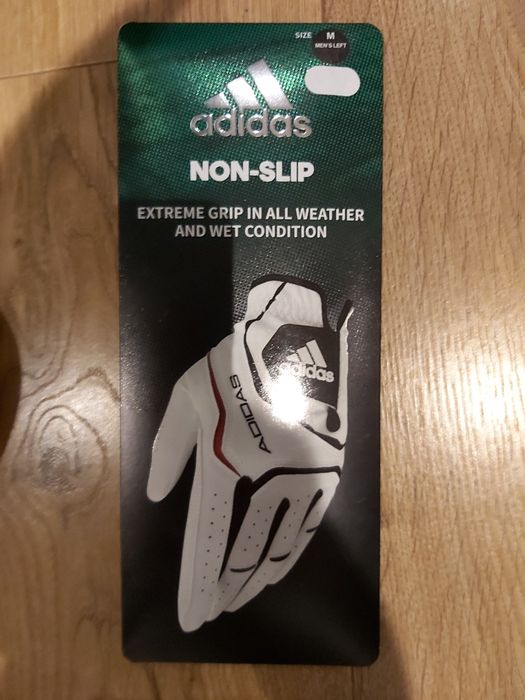 SIZE
M
MEN'S LEFT
adidas
NON-SLIP
EXTREME GRIP IN ALL WEATHER
AND WET CONDITION
adidas
ADIDAS